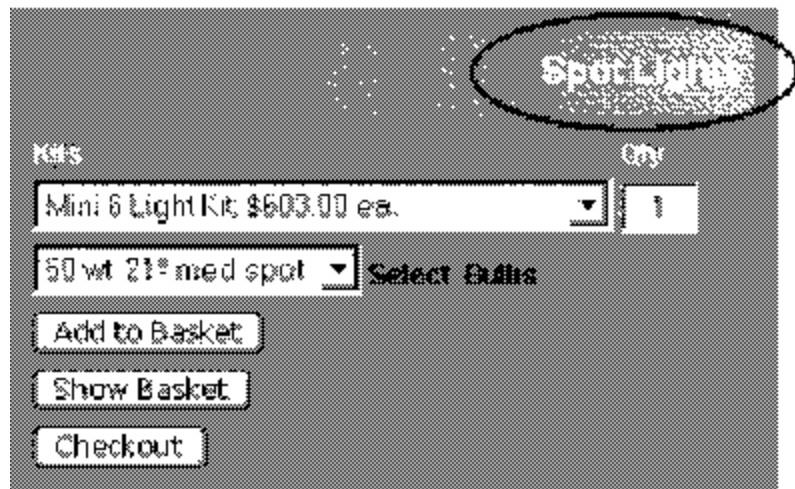 SpotLights
Kits Qty
Mini 6 Light Kit, $603.00 ea. 1
50 wt 21° med spot Select Bulbs
Add to Basket
Show Basket
Checkout